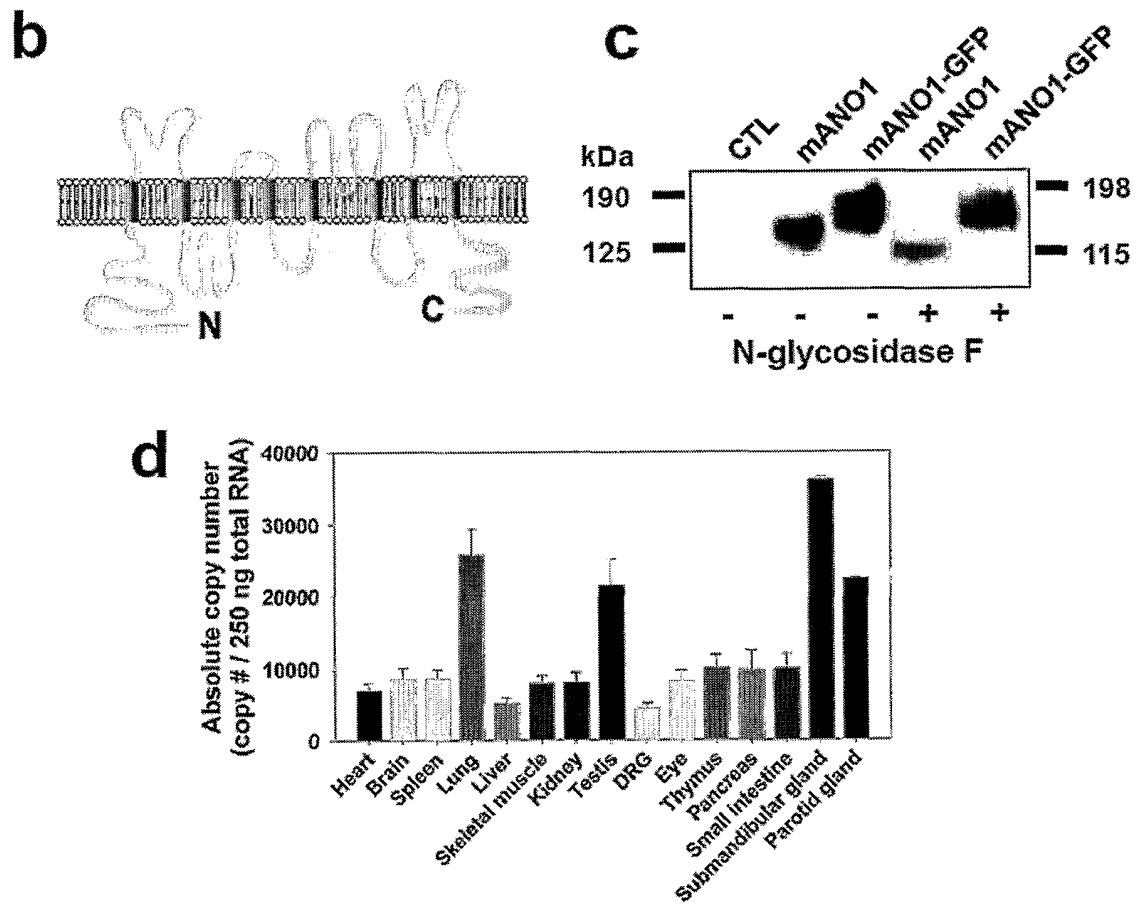 b
N
C
c
CTL
mANO1
mANO1-GFP
mANO1
mANO1-GFP
kDa
190
125
198
115
- - - + +
N-glycosidase F
d
Absolute copy number
(copy # / 250 ng total RNA)
40000
30000
20000
10000
0
Heart
Brain
Spleen
Lung
Liver
Skeletal muscle
Kidney
Testis
DRG
Eye
Thymus
Pancreas
Small intestine
Submandibular gland
Parotid gland